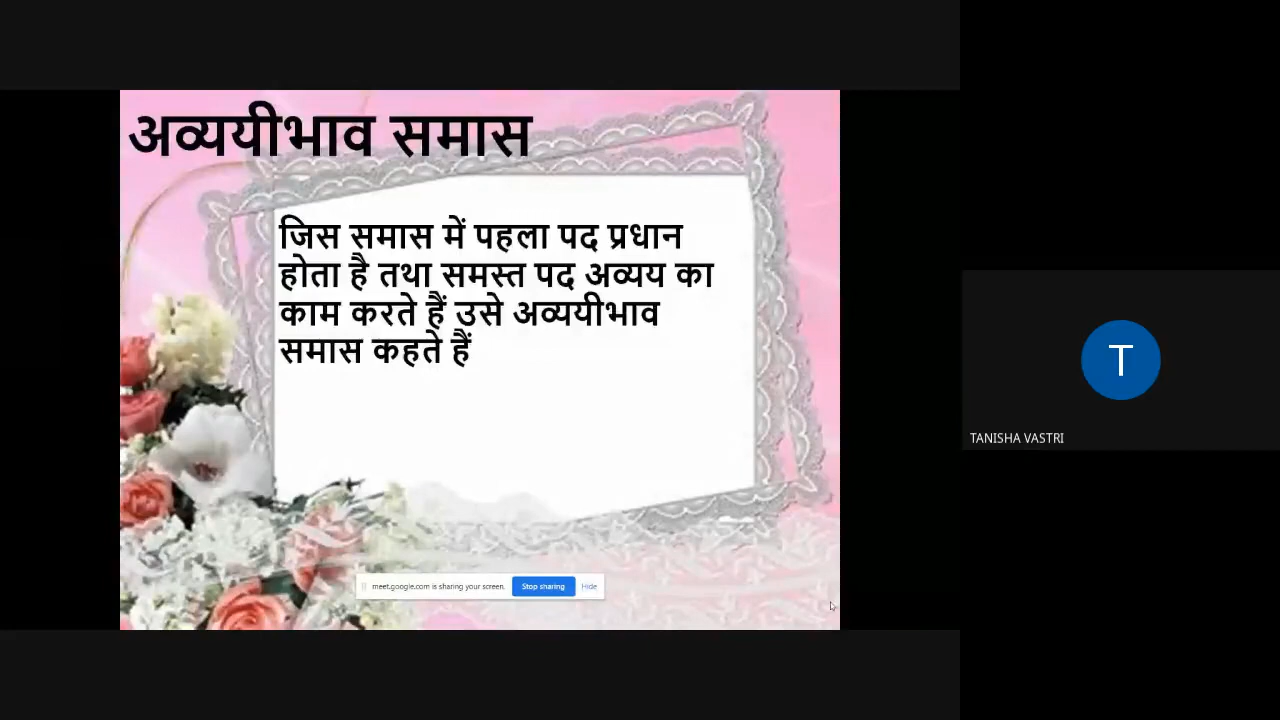 अव्ययीभाव समास
जिस समास में पहला पद प्रधान
होता है तथा समस्त पद अव्यय का
काम करते हैं उसे अव्ययीभाव
समास कहते हैं
meet.google.com is sharing your screen. Stop sharing Hide
T
TANISHA VASTRI